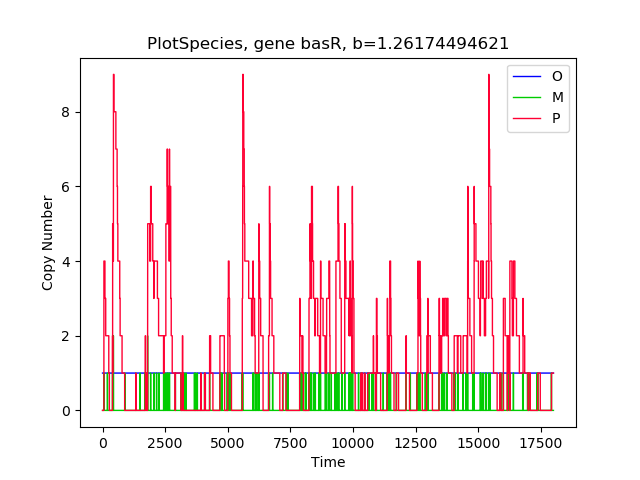 PlotSpecies, gene basR, b=1.26174494621
O
M
P
8
6
4
2
0
Copy Number
0 2500 5000 7500 10000 12500 15000 17500
Time